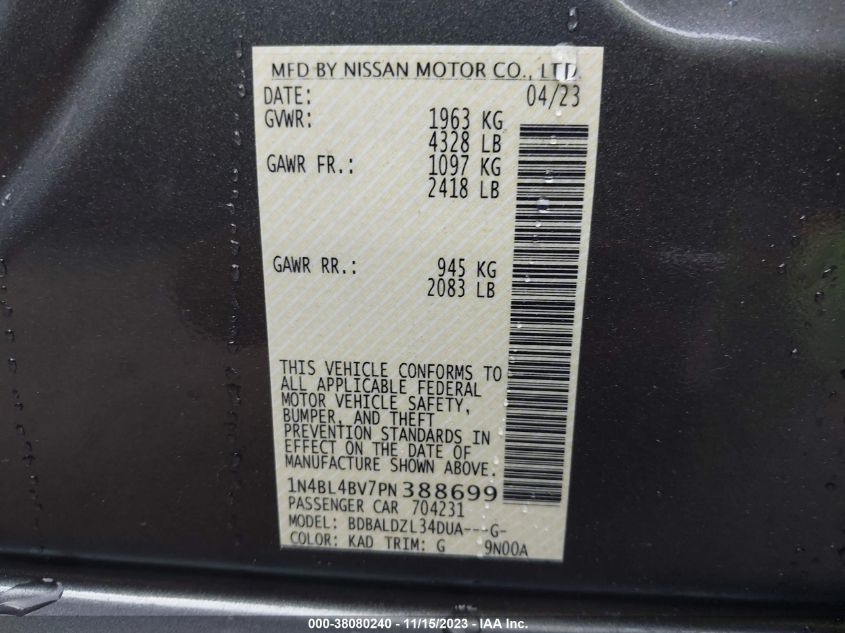 MFD BY NISSAN MOTOR CO., LTD.
DATE: 04/23
GVWR: 1963 KG
4328 LB
GAWR FR.: 1097 KG
2418 LB
GAWR RR.: 945 KG
2083 LB
THIS VEHICLE CONFORMS TO
ALL APPLICABLE FEDERAL
MOTOR VEHICLE SAFETY,
BUMPER, AND THEFT
PREVENTION STANDARDS IN
EFFECT ON THE DATE OF
MANUFACTURE SHOWN ABOVE.
1N4BL4BV7PN388699
PASSENGER CAR 704231
MODEL: BDBALDZL34DUA---G-
COLOR: KAD TRIM: G 9N00A
000-38080240 - 11/15/2023 - IAA Inc.